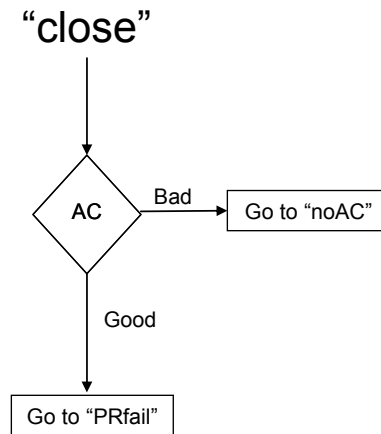 “close”
AC
Bad
Go to “noAC”
Good
Go to “PRfail”